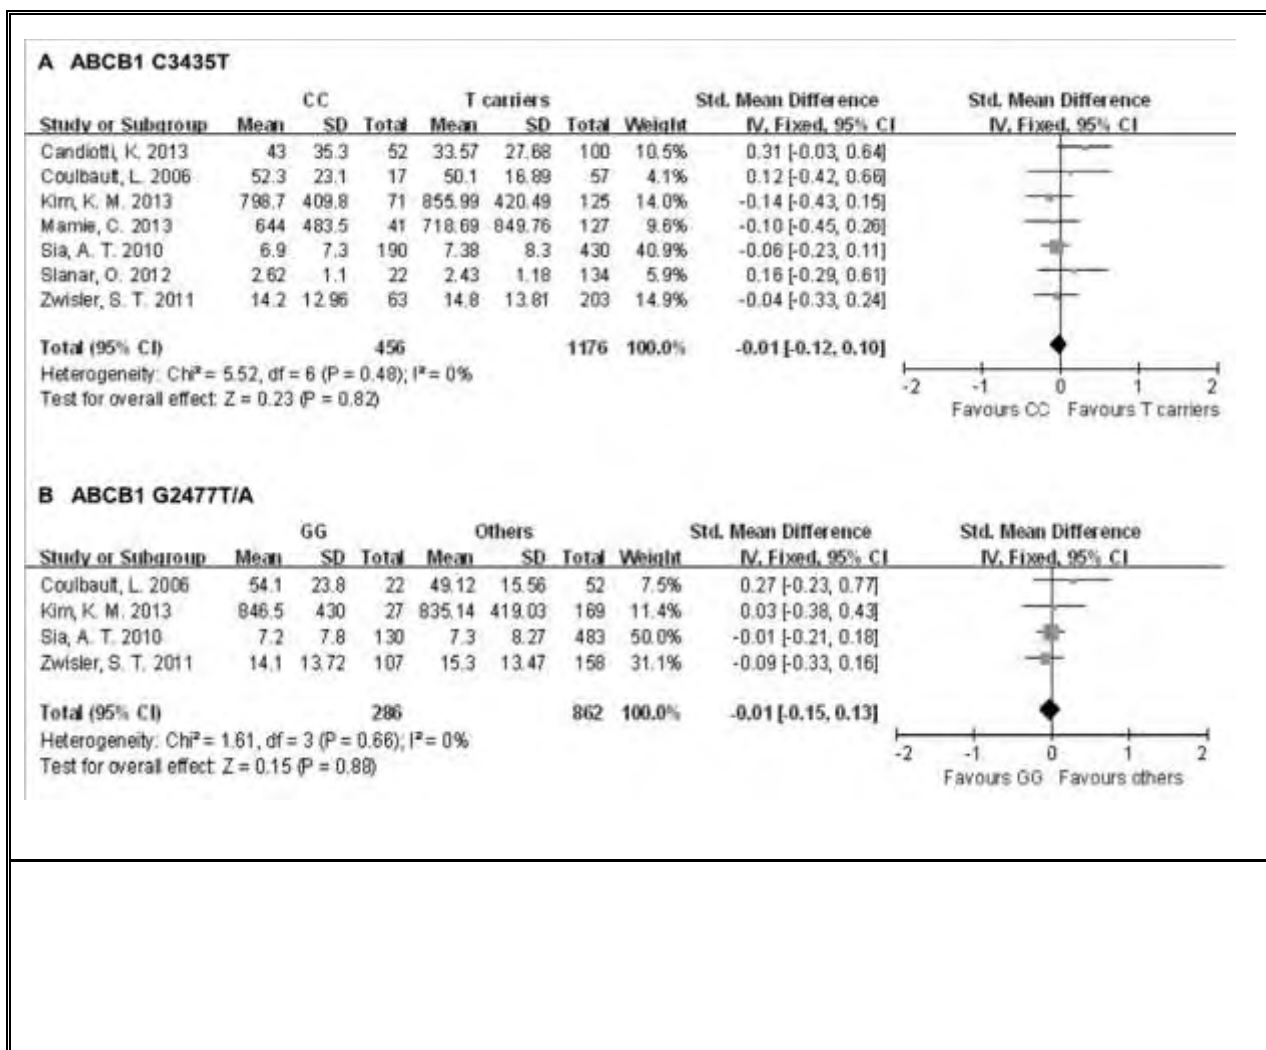 A ABCB1 C3435T
CC T carriers Std. Mean Difference Std. Mean Difference
Study or Subgroup Mean SD Total Mean SD Total Weight IV, Fixed, 95% CI IV, Fixed, 95% CI
Candiotti, K. 2013 43 35.3 52 33.57 27.68 100 10.5% 0.31 [-0.03, 0.64]
Coulbault, L. 2006 52.3 23.1 17 50.1 16.89 57 4.1% 0.12 [-0.42, 0.66]
Kim, K. M. 2013 798.7 409.8 71 855.99 420.49 125 14.0% -0.14 [-0.43, 0.15]
Mamie, C. 2013 644 483.5 41 718.69 849.76 127 9.6% -0.10 [-0.45, 0.26]
Sia, A. T. 2010 6.9 7.3 190 7.38 8.3 430 40.9% -0.06 [-0.23, 0.11]
Slanar, O. 2012 2.62 1.1 22 2.43 1.18 134 5.9% 0.16 [-0.29, 0.61]
Zwisler, S. T. 2011 14.2 12.96 63 14.8 13.81 203 14.9% -0.04 [-0.33, 0.24]
Total (95% CI) 456 1176 100.0% -0.01 [-0.12, 0.10]
Heterogeneity: Chi² = 5.52, df = 6 (P = 0.48); I² = 0%
Test for overall effect: Z = 0.23 (P = 0.82)
-2 -1 0 1 2
Favours CC Favours T carriers
B ABCB1 G2477T/A
GG Others Std. Mean Difference Std. Mean Difference
Study or Subgroup Mean SD Total Mean SD Total Weight IV, Fixed, 95% CI IV, Fixed, 95% CI
Coulbault, L. 2006 54.1 23.8 22 49.12 15.56 52 7.5% 0.27 [-0.23, 0.77]
Kim, K. M. 2013 846.5 430 27 835.14 419.03 169 11.4% 0.03 [-0.38, 0.43]
Sia, A. T. 2010 7.2 7.8 130 7.3 8.27 483 50.0% -0.01 [-0.21, 0.18]
Zwisler, S. T. 2011 14.1 13.72 107 15.3 13.47 158 31.1% -0.09 [-0.33, 0.16]
Total (95% CI) 286 862 100.0% -0.01 [-0.15, 0.13]
Heterogeneity: Chi² = 1.61, df = 3 (P = 0.66); I² = 0%
Test for overall effect: Z = 0.15 (P = 0.88)
-2 -1 0 1 2
Favours GG Favours others